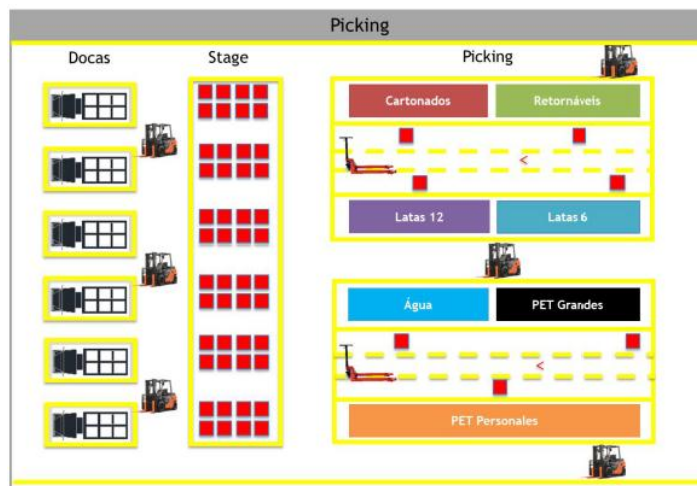 Picking
Docas
Stage
Picking
Cartonados
Retornáveis
<
Latas 12
Latas 6
Água
PET Grandes
<
PET Personales